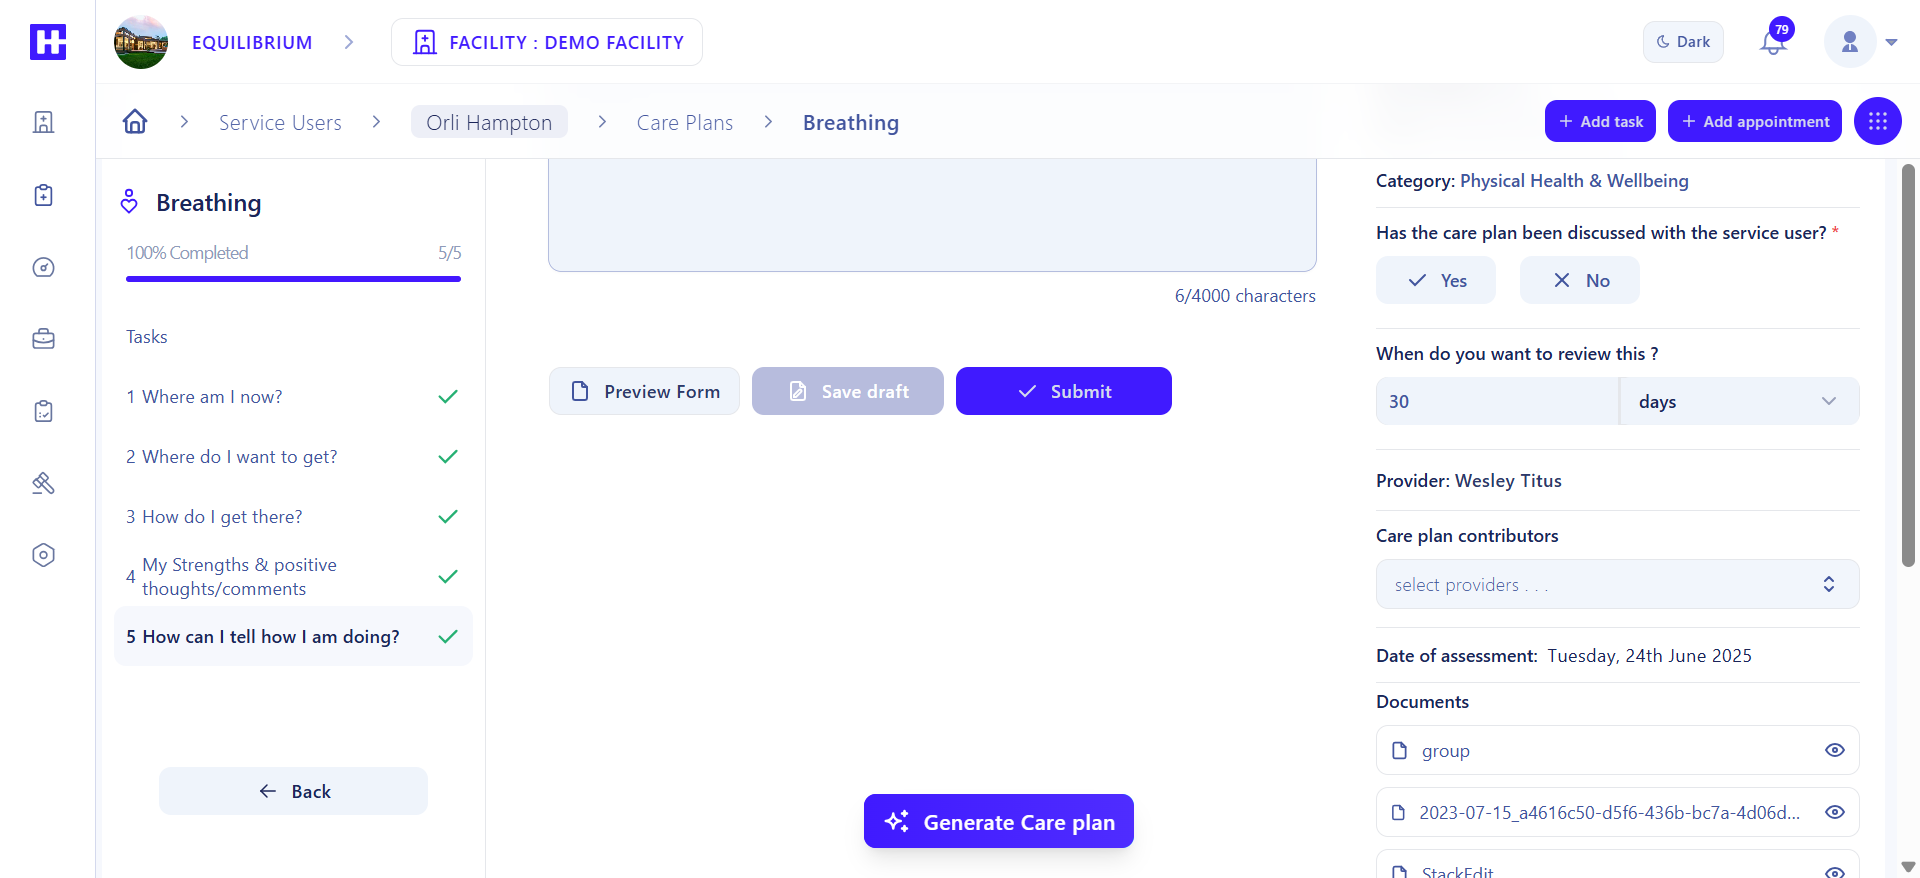 EQUILIBRIUM
FACILITY : DEMO FACILITY
Dark
79
Service Users
Orli Hampton
Care Plans
Breathing
Add task
Add appointment
Breathing
100% Completed
5/5
Tasks
1 Where am I now?
2 Where do I want to get?
3 How do I get there?
4 My Strengths & positive
thoughts/comments
5 How can I tell how I am doing?
Back
6/4000 characters
Preview Form
Save draft
Submit
Generate Care plan
Category: Physical Health & Wellbeing
Has the care plan been discussed with the service user? *
Yes
No
When do you want to review this ?
30
days
Provider: Wesley Titus
Care plan contributors
select providers . . .
Date of assessment: Tuesday, 24th June 2025
Documents
group
2023-07-15_a4616c50-d5f6-436b-bc7a-4d06d...
StackEdit